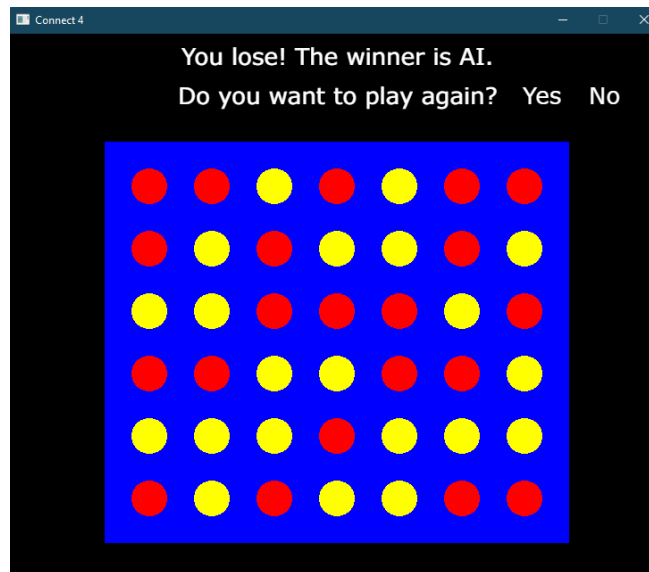 Connect 4
You lose! The winner is AI.
Do you want to play again? Yes No